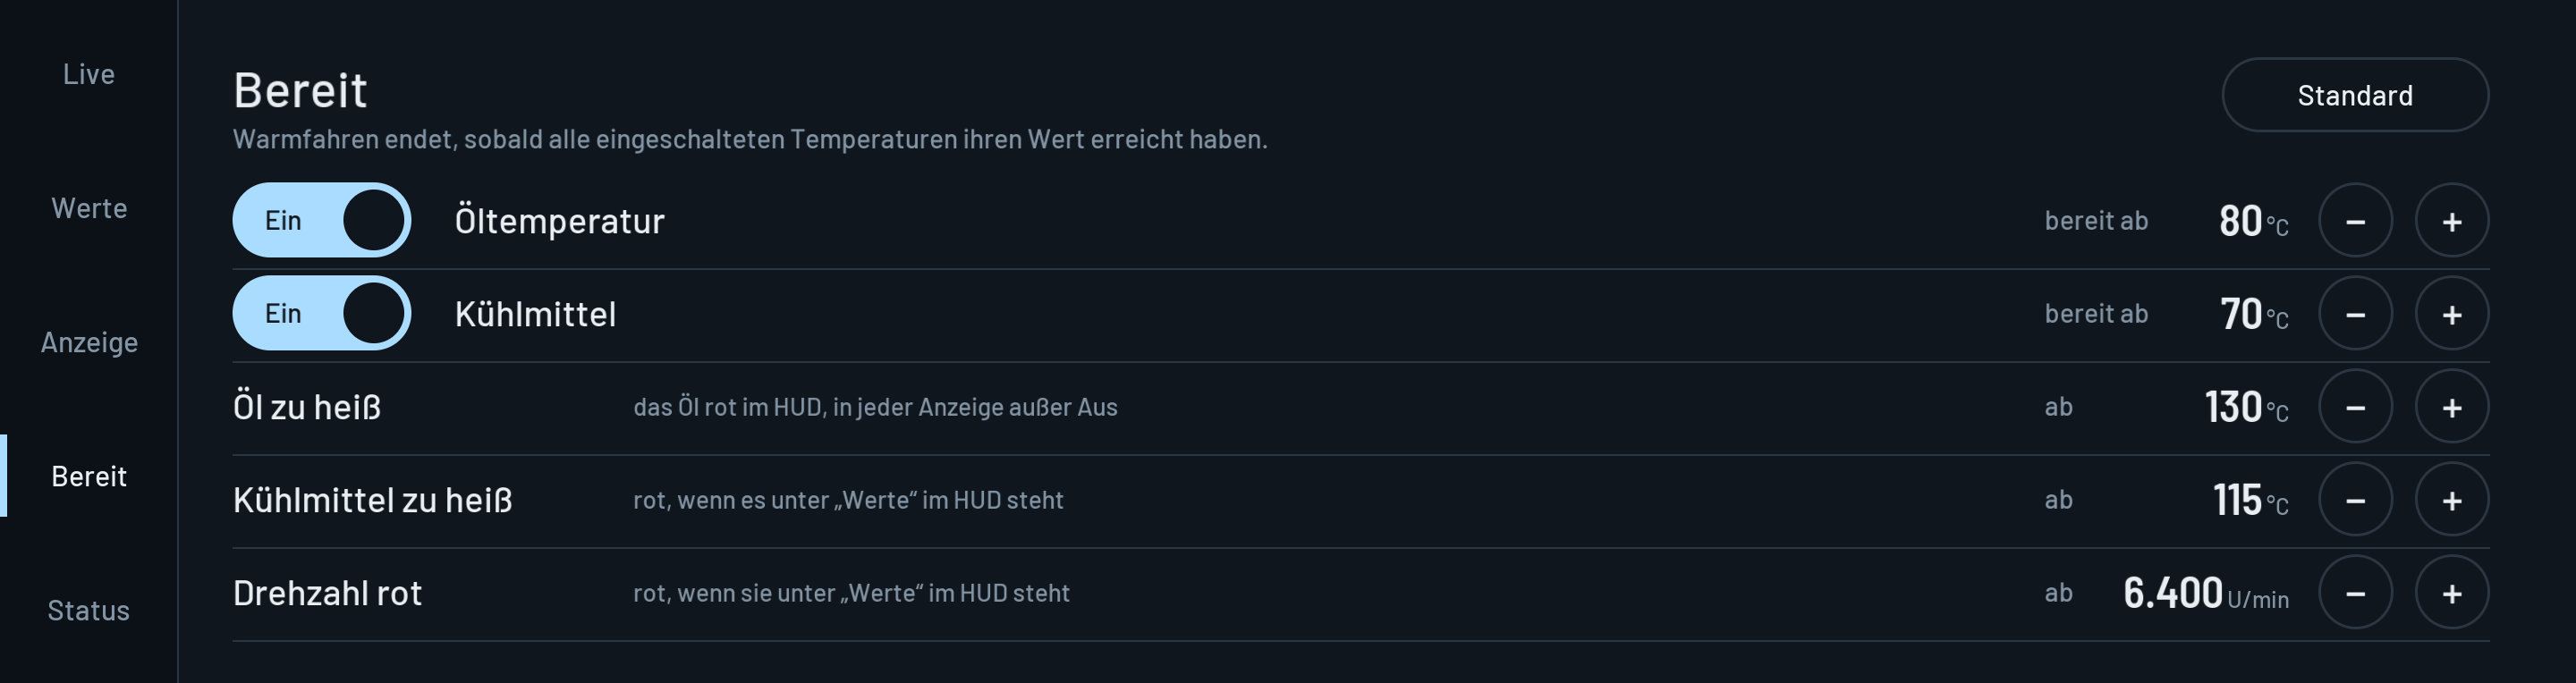 Live
Werte
Anzeige
Bereit
Status
Bereit
Standard
Warmfahren endet, sobald alle eingeschalteten Temperaturen ihren Wert erreicht haben.
Ein Öltemperatur bereit ab 80 °C − +
Ein Kühlmittel bereit ab 70 °C − +
Öl zu heiß das Öl rot im HUD, in jeder Anzeige außer Aus ab 130 °C − +
Kühlmittel zu heiß rot, wenn es unter „Werte“ im HUD steht ab 115 °C − +
Drehzahl rot rot, wenn sie unter „Werte“ im HUD steht ab 6.400 U/min − +